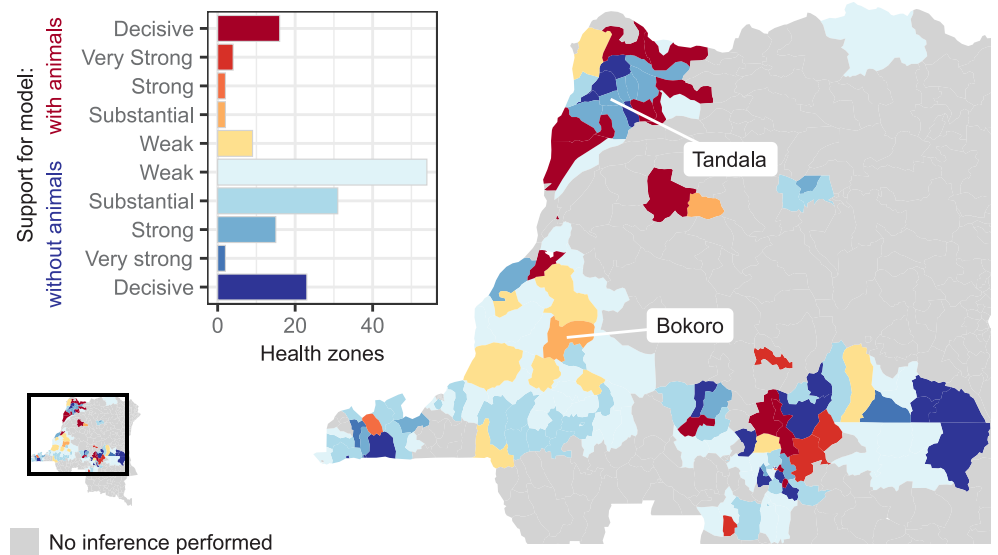 Support for model:
with animals
without animals
Decisive
Very Strong
Strong
Substantial
Weak
Weak
Substantial
Strong
Very strong
Decisive
0 20 40
Health zones
Tandala
Bokoro
No inference performed